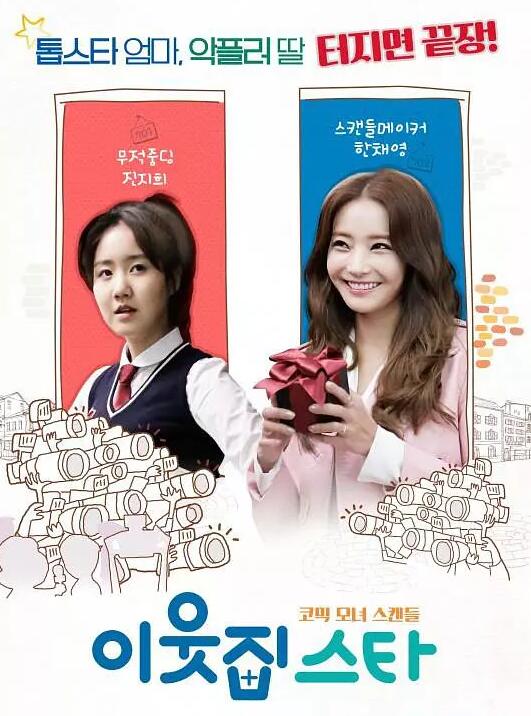 톱스타 엄마, 악플러 딸 터지면 끝장!
701
무적중딩
진지희
스캔들메이커
한채영
702
코믹 모녀 스캔들
이웃집스타